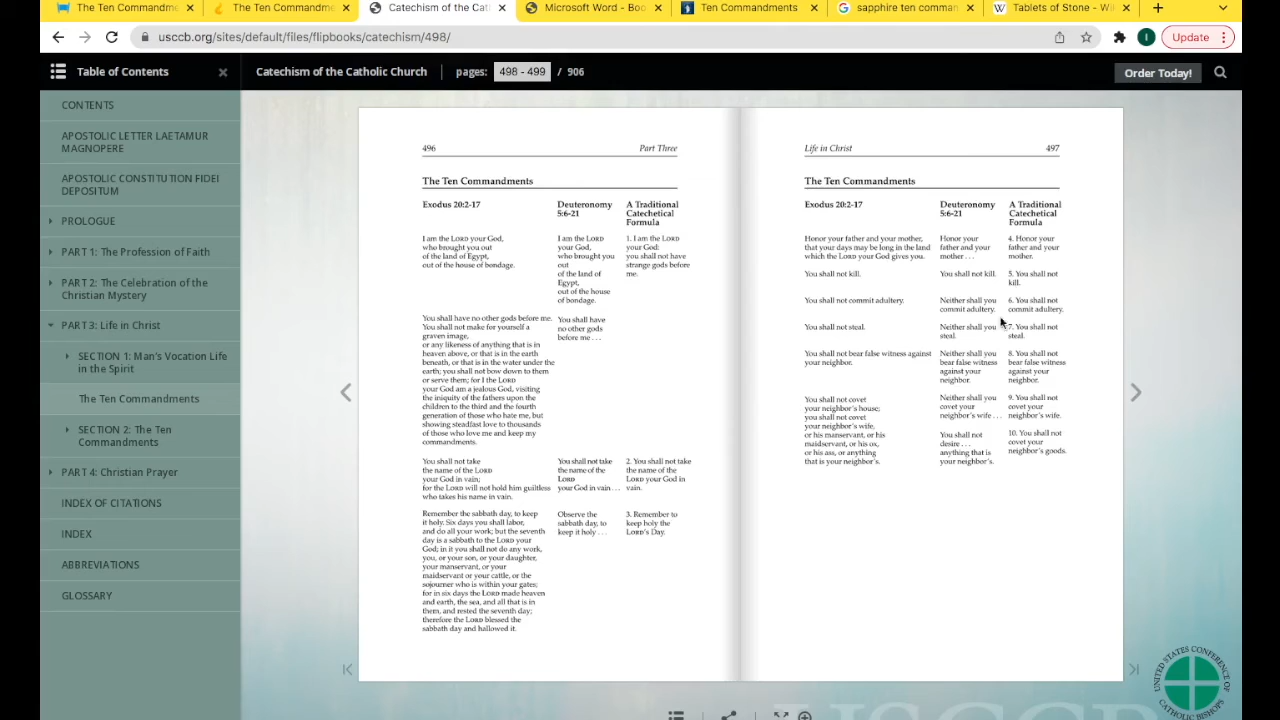 The Ten Commandme
The Ten Commandme
Catechism of the Cat
Microsoft Word - Boo
Ten Commandments
sapphire ten comman
Tablets of Stone - Wi
usccb.org/sites/default/files/flipbooks/catechism/498/
I
Update
Table of Contents
Catechism of the Catholic Church
pages: 498 - 499 / 906
Order Today!
CONTENTS
APOSTOLIC LETTER LAETAMUR
MAGNOPERE
APOSTOLIC CONSTITUTION FIDEI
DEPOSITUM
PROLOGUE
PART 1: The Profession of Faith
PART 2: The Celebration of the
Christian Mystery
PART 3: Life in Christ
SECTION 1: Man's Vocation Life
in the Spirit
The Ten Commandments
SECTION 2: The Ten
Commandments
PART 4: Christian Prayer
INDEX OF CITATIONS
INDEX
ABBREVIATIONS
GLOSSARY
496
Part Three
The Ten Commandments
Exodus 20:2-17
I am the LORD your God,
who brought you out
of the land of Egypt,
out of the house of bondage.
You shall have no other gods before me.
You shall not make for yourself a
graven image,
or any likeness of anything that is in
heaven above, or that is in the earth
beneath, or that is in the water under the
earth; you shall not bow down to them
or serve them; for I the LORD
your God am a jealous God, visiting
the iniquity of the fathers upon the
children to the third and the fourth
generation of those who hate me, but
showing steadfast love to thousands
of those who love me and keep my
commandments.
You shall not take
the name of the LORD
your God in vain;
for the LORD will not hold him guiltless
who takes his name in vain.
Remember the sabbath day, to keep
it holy. Six days you shall labor,
and do all your work; but the seventh
day is a sabbath to the LORD your
God; in it you shall not do any work,
you, or your son, or your daughter,
your manservant, or your
maidservant or your cattle, or the
sojourner who is within your gates;
for in six days the LORD made heaven
and earth, the sea, and all that is in
them, and rested the seventh day;
therefore the LORD blessed the
sabbath day and hallowed it.
Deuteronomy
5:6-21
I am the LORD
your God,
who brought you
out
of the land of
Egypt,
out of the house
of bondage.
You shall have
no other gods
before me . . .
You shall not take
the name of the
LORD
your God in vain . . .
Observe the
sabbath day, to
keep it holy . . .
A Traditional
Catechetical
Formula
1. I am the LORD
your God:
you shall not have
strange gods before
me.
2. You shall not take
the name of the
LORD your God in
vain.
3. Remember to
keep holy the
LORD's Day.
Life in Christ
497
The Ten Commandments
Exodus 20:2-17
Honor your father and your mother,
that your days may be long in the land
which the LORD your God gives you.
You shall not kill.
You shall not commit adultery.
You shall not steal.
You shall not bear false witness against
your neighbor.
You shall not covet
your neighbor's house;
you shall not covet
your neighbor's wife,
or his manservant, or his
maidservant, or his ox,
or his ass, or anything
that is your neighbor's.
Deuteronomy
5:6-21
Honor your
father and your
mother . . .
You shall not kill.
Neither shall you
commit adultery.
Neither shall you
steal.
Neither shall you
bear false witness
against your
neighbor.
Neither shall you
covet your
neighbor's wife . . .
You shall not
desire . . .
anything that is
your neighbor's.
A Traditional
Catechetical
Formula
4. Honor your
father and your
mother.
5. You shall not
kill.
6. You shall not
commit adultery.
7. You shall not
steal.
8. You shall not
bear false witness
against your
neighbor.
9. You shall not
covet your
neighbor's wife.
10. You shall not
covet your
neighbor's goods.
UNITED STATES CONFERENCE OF CATHOLIC BISHOPS
USCCB